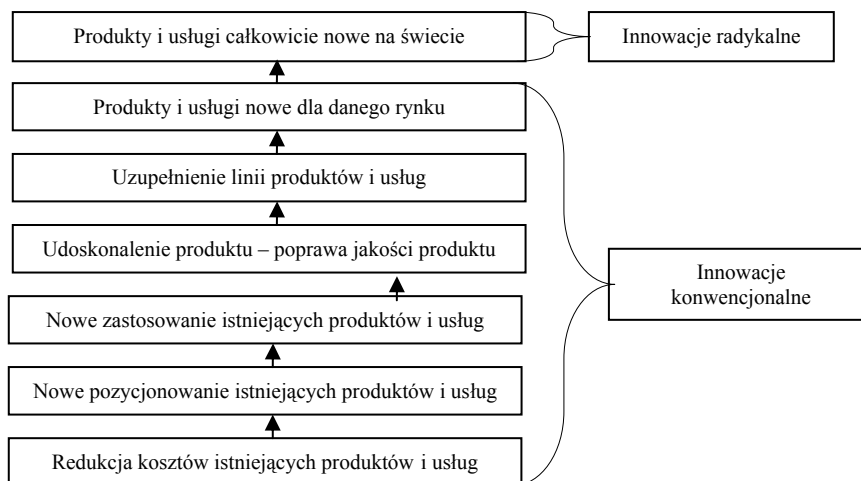 Produkty i usługi całkowicie nowe na świecie
Innowacje radykalne
Produkty i usługi nowe dla danego rynku
Uzupełnienie linii produktów i usług
Udoskonalenie produktu – poprawa jakości produktu
Innowacje
konwencjonalne
Nowe zastosowanie istniejących produktów i usług
Nowe pozycjonowanie istniejących produktów i usług
Redukcja kosztów istniejących produktów i usług